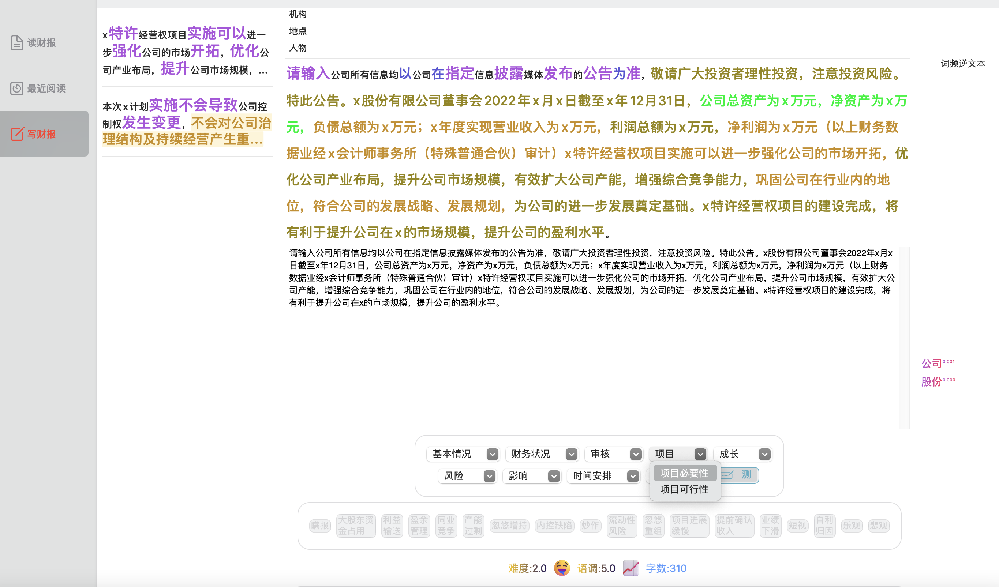 读财报
最近阅读
写财报
x特许经营权项目实施可以进一
步强化公司的市场开拓，优化公
司产业布局，提升公司市场规模，...
本次x计划实施不会导致公司控
制权发生变更，不会对公司治
理结构及持续经营产生重...
机构
地点
人物
请输入公司所有信息均以公司在指定信息披露媒体发布的公告为准，敬请广大投资者理性投资，注意投资风险。
特此公告。x股份有限公司董事会2022年x月x日截至x年12月31日，公司总资产为x万元，净资产为x万
元，负债总额为x万元；x年度实现营业收入为x万元，利润总额为x万元，净利润为x万元（以上财务数
据业经x会计师事务所（特殊普通合伙）审计）x特许经营权项目实施可以进一步强化公司的市场开拓，优
化公司产业布局，提升公司市场规模，有效扩大公司产能，增强综合竞争能力，巩固公司在行业内的地
位，符合公司的发展战略、发展规划，为公司的进一步发展奠定基础。x特许经营权项目的建设完成，将
有利于提升公司在x的市场规模，提升公司的盈利水平。
请输入公司所有信息均以公司在指定信息披露媒体发布的公告为准，敬请广大投资者理性投资，注意投资风险。特此公告。x股份有限公司董事会2022年x月x
日截至x年12月31日，公司总资产为x万元，净资产为x万元，负债总额为x万元；x年度实现营业收入为x万元，利润总额为x万元，净利润为x万元（以上财务
数据业经x会计师事务所（特殊普通合伙）审计）x特许经营权项目实施可以进一步强化公司的市场开拓，优化公司产业布局，提升公司市场规模，有效扩大公
司产能，增强综合竞争能力，巩固公司在行业内的地位，符合公司的发展战略、发展规划，为公司的进一步发展奠定基础。x特许经营权项目的建设完成，将
有利于提升公司在x的市场规模，提升公司的盈利水平。
词频逆文本
公司 0.001
股份 0.000
基本情况 财务状况 审核 项目 成长
风险 影响 时间安排 测
项目必要性
项目可行性
瞒报
大股东资
金占用
利益
输送
盈余
管理
同业
竞争
产能
过剩
忽悠增持
内控缺陷
炒作
流动性
风险
忽悠
重组
项目进展
缓慢
提前确认
收入
业绩
下滑
短视
自利
归因
乐观
悲观
难度:2.0 语调:5.0 字数:310